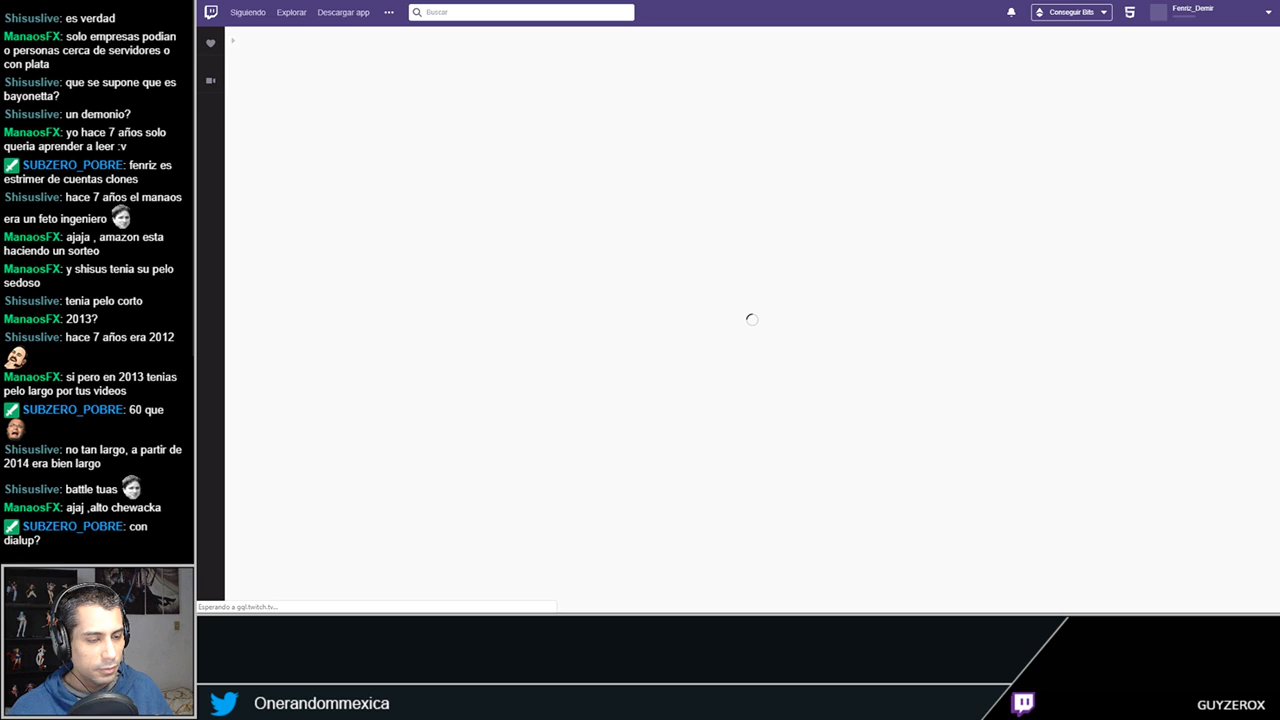 Shisuslive: es verdad
ManaosFX: solo empresas podian
o personas cerca de servidores o
con plata
Shisuslive: que se supone que es
bayonetta?
Shisuslive: un demonio?
ManaosFX: yo hace 7 años solo
queria aprender a leer :v
SUBZERO_POBRE: fenriz es
estrimer de cuentas clones
Shisuslive: hace 7 años el manaos
era un feto ingeniero
ManaosFX: ajaja , amazon esta
haciendo un sorteo
ManaosFX: y shisus tenia su pelo
sedoso
Shisuslive: tenia pelo corto
ManaosFX: 2013?
Shisuslive: hace 7 años era 2012
ManaosFX: si pero en 2013 tenias
pelo largo por tus videos
SUBZERO_POBRE: 60 que
Shisuslive: no tan largo, a partir de
2014 era bien largo
Shisuslive: battle tuas
ManaosFX: ajaj ,alto chewacka
SUBZERO_POBRE: con
dialup?
Siguiendo Explorar Descargar app ••• Buscar Conseguir Bits Fenriz_Demir
Esperando a gql.twitch.tv...
Onerandommexica
GUYZEROX